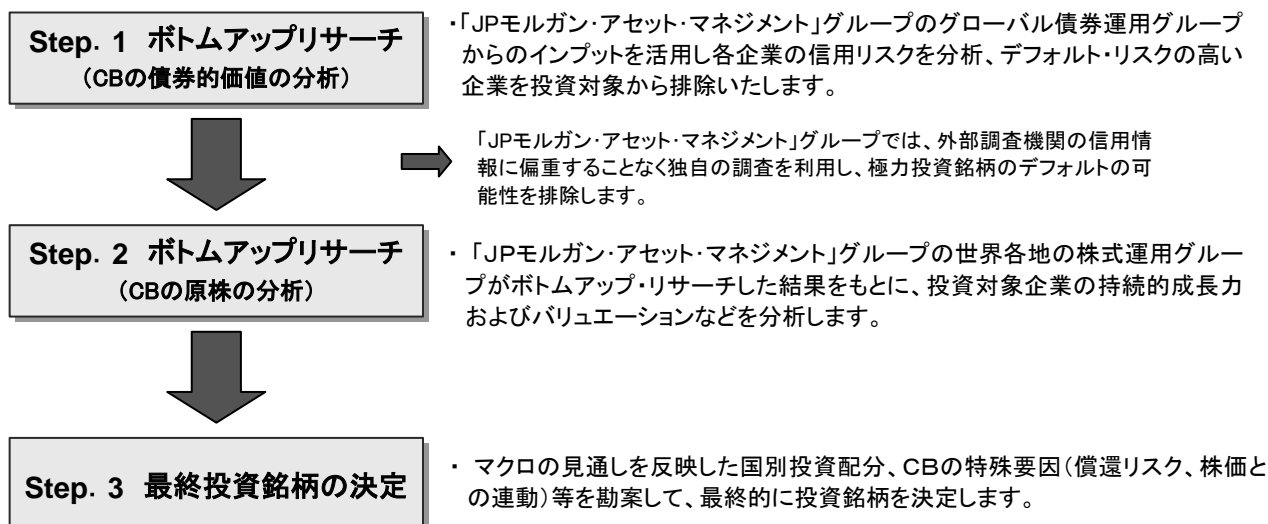 Step. 1 ボトムアップリサーチ
（CBの債券的価値の分析）
・「JPモルガン・アセット・マネジメント」グループのグローバル債券運用グループ
からのインプットを活用し各企業の信用リスクを分析、デフォルト・リスクの高い
企業を投資対象から排除いたします。
「JPモルガン・アセット・マネジメント」グループでは、外部調査機関の信用情
報に偏重することなく独自の調査を利用し、極力投資銘柄のデフォルトの可
能性を排除します。
Step. 2 ボトムアップリサーチ
（CBの原株の分析）
・ 「JPモルガン・アセット・マネジメント」グループの世界各地の株式運用グルー
プがボトムアップ・リサーチした結果をもとに、投資対象企業の持続的成長力
およびバリュエーションなどを分析します。
Step. 3 最終投資銘柄の決定
・ マクロの見通しを反映した国別投資配分、CBの特殊要因（償還リスク、株価と
の連動）等を勘案して、最終的に投資銘柄を決定します。